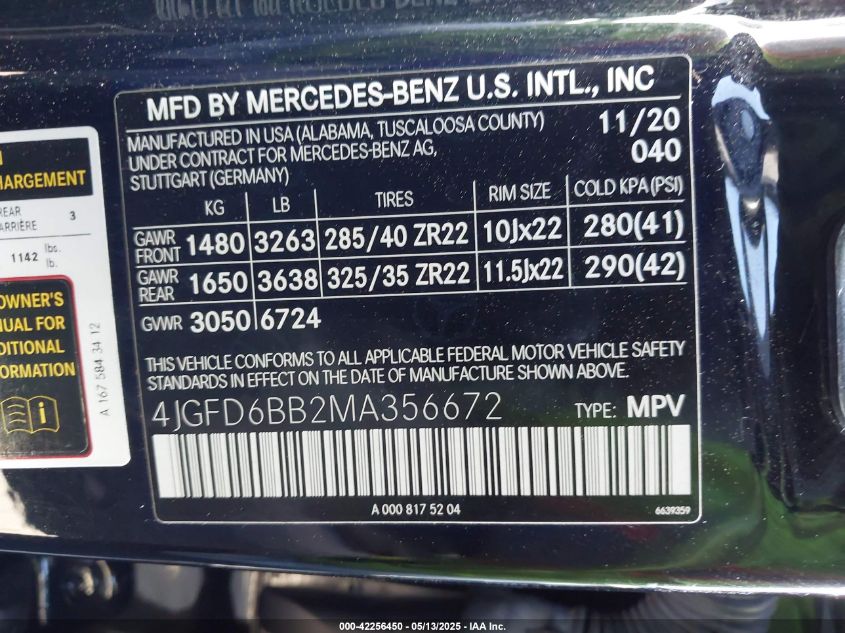 MFD BY MERCEDES-BENZ U.S. INTL., INC
MANUFACTURED IN USA (ALABAMA, TUSCALOOSA COUNTY) 11/20
UNDER CONTRACT FOR MERCEDES-BENZ AG, 040
STUTTGART (GERMANY)
KG LB TIRES RIM SIZE COLD KPA (PSI)
GAWR FRONT 1480 3263 285/40 ZR22 10Jx22 280(41)
GAWR REAR 1650 3638 325/35 ZR22 11.5Jx22 290(42)
GVWR 3050 6724
THIS VEHICLE CONFORMS TO ALL APPLICABLE FEDERAL MOTOR VEHICLE SAFETY
STANDARDS IN EFFECT ON THE DATE OF MANUFACTURE SHOWN ABOVE.
4JGFD6BB2MA356672 TYPE: MPV
A 000 817 52 04 6639359
HARGEMENT
REAR 3
ARRIÈRE
1142 lbs.
lb.
OWNER'S
NUAL FOR
DITIONAL
ORMATION
A 167 584 34 12
000-42256450 - 05/13/2025 - IAA Inc.